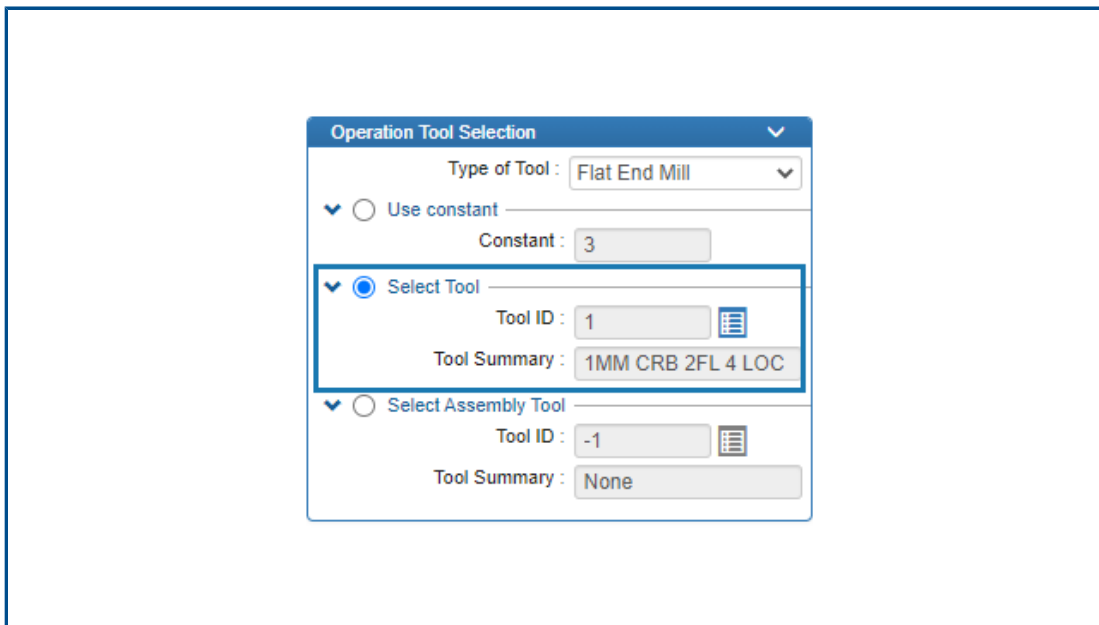 Operation Tool Selection
Type of Tool : Flat End Mill
Use constant
Constant : 3
Select Tool
Tool ID : 1
Tool Summary : 1MM CRB 2FL 4 LOC
Select Assembly Tool
Tool ID : -1
Tool Summary : None